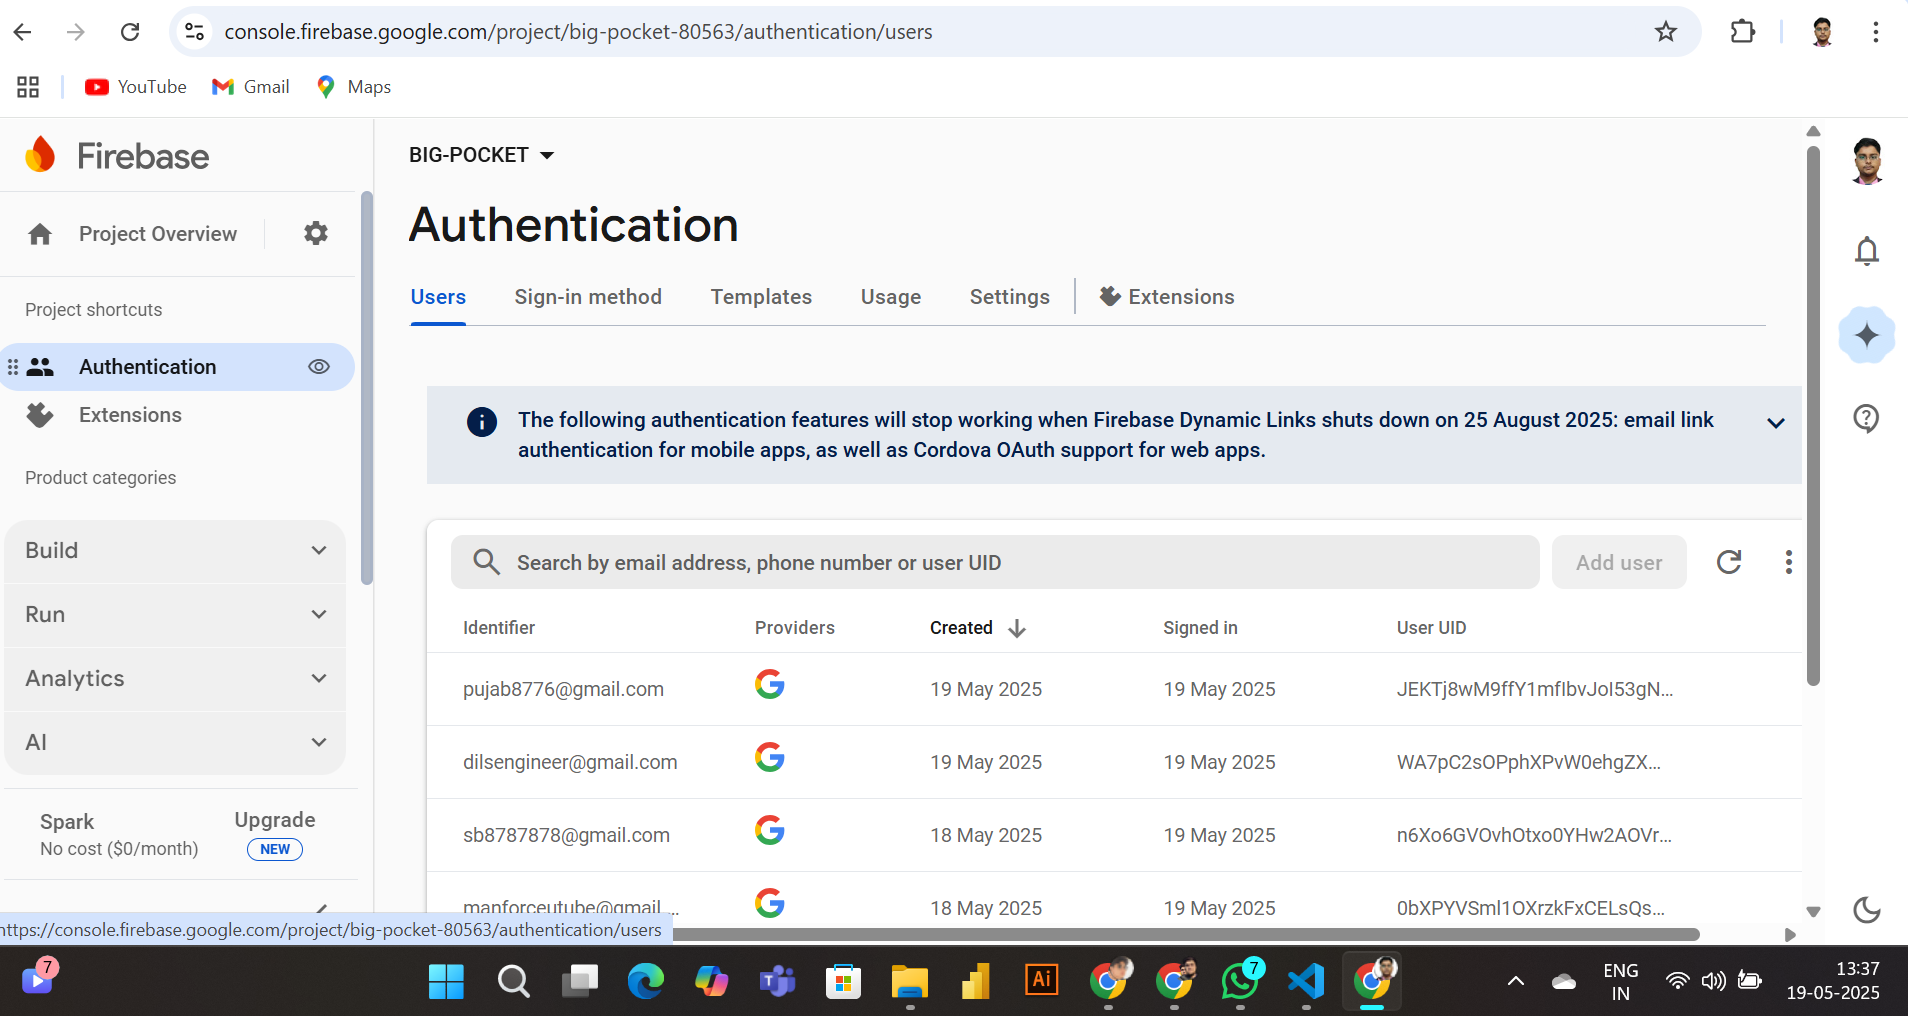 console.firebase.google.com/project/big-pocket-80563/authentication/users
YouTube
Gmail
Maps
Firebase
Project Overview
Project shortcuts
Authentication
Extensions
Product categories
Build
Run
Analytics
AI
Spark
No cost ($0/month)
Upgrade
NEW
BIG-POCKET
Authentication
Users
Sign-in method
Templates
Usage
Settings
Extensions
The following authentication features will stop working when Firebase Dynamic Links shuts down on 25 August 2025: email link
authentication for mobile apps, as well as Cordova OAuth support for web apps.
Search by email address, phone number or user UID
Add user
Identifier Providers Created Signed in User UID
pujab8776@gmail.com 19 May 2025 19 May 2025 JEKTj8wM9ffY1mfIbvJoI53gN...
dilsengineer@gmail.com 19 May 2025 19 May 2025 WA7pC2sOPphXPvW0ehgZX...
sb8787878@gmail.com 18 May 2025 19 May 2025 n6Xo6GVOvhOtxo0YHw2AOVr...
manforceutube@gmail.... 18 May 2025 19 May 2025 0bXPYVSml1OXrzkFxCELsQs...
https://console.firebase.google.com/project/big-pocket-80563/authentication/users
7
T
Ai
7
ENG
IN
13:37
19-05-2025